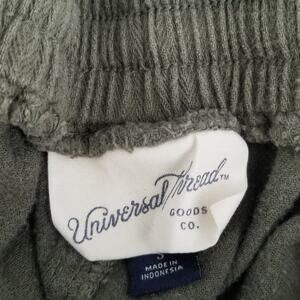 Universal Thread™
GOODS
CO.
S
MADE IN
INDONESIA